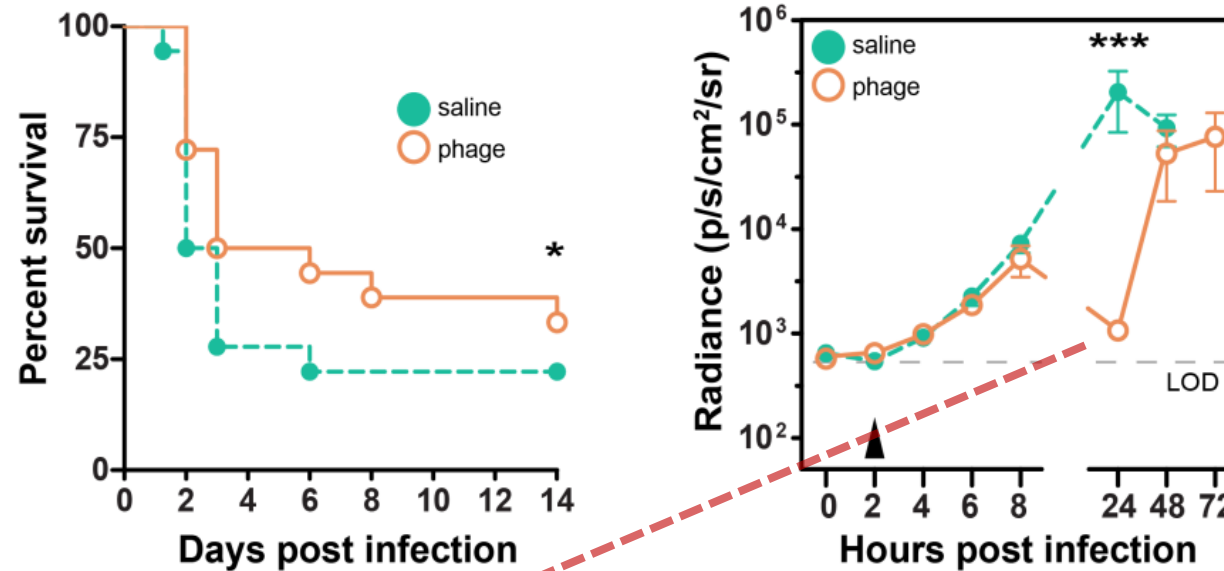 100
75
50
25
0
Percent survival
saline
phage
*
0 2 4 6 8 10 12 14
Days post infection
10⁶
10⁵
10⁴
10³
10²
Radiance (p/s/cm²/sr)
saline
phage
***
LOD
0 2 4 6 8 24 48 72
Hours post infection